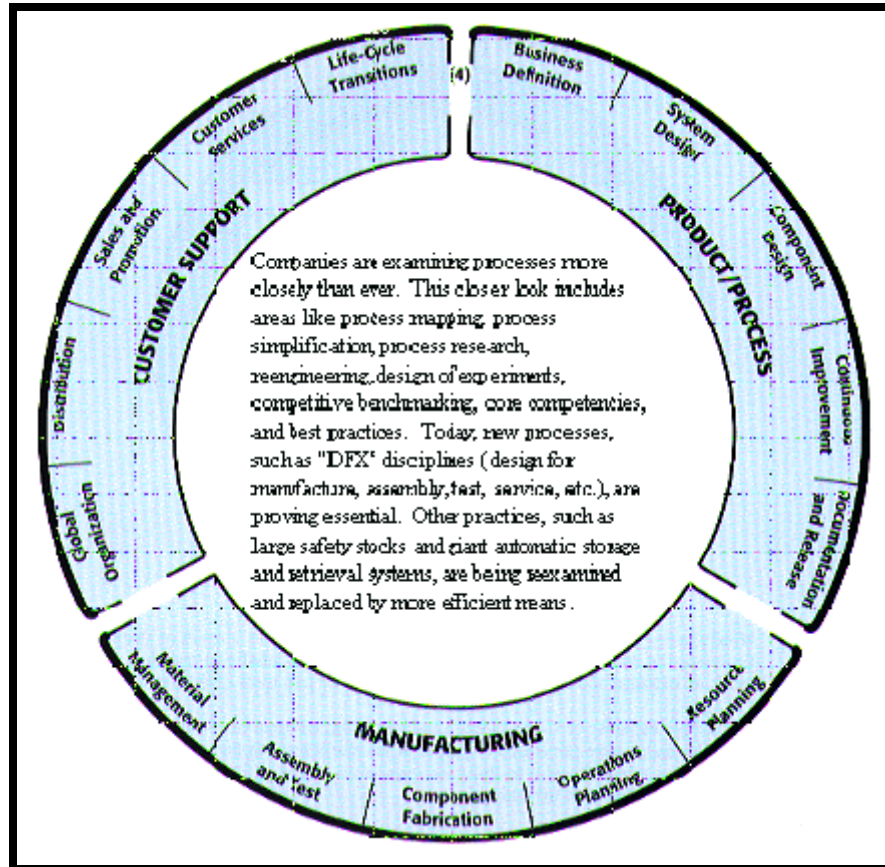 (4)
Business
Definition
System
Design
Component
Design
Continuous
Improvement
Documentation
and Release
PRODUCT/PROCESS
Resource
Planning
Operations
Planning
Component
Fabrication
Assembly
and Test
Material
Management
MANUFACTURING
Global
Organization
Distribution
Sales and
Promotion
Customer
Services
Life-Cycle
Transitions
CUSTOMER SUPPORT
Companies are examining processes more
closely than ever. This closer look includes
areas like process mapping, process
simplification, process research,
reengineering, design of experiments,
competitive benchmarking, core competencies,
and best practices. Today, new processes,
such as "DFX" disciplines (design for
manufacture, assembly, test, service, etc.), are
proving essential. Other practices, such as
large safety stocks and giant automatic storage
and retrieval systems, are being reexamined
and replaced by more efficient means.